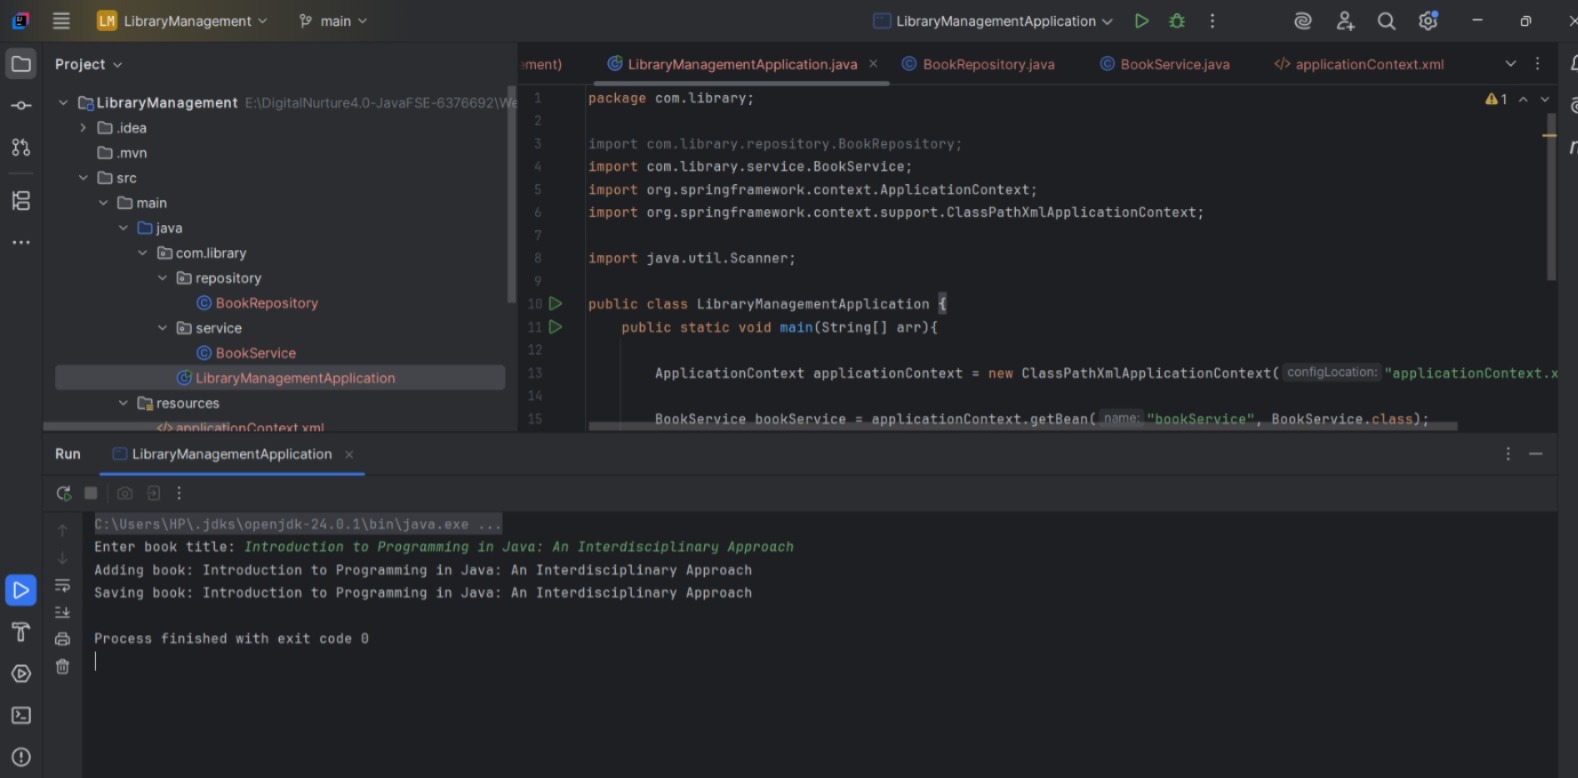 LM LibraryManagement main LibraryManagementApplication
Project
LibraryManagement E:\DigitalNurture4.0-JavaFSE-6376692\We
.idea
.mvn
src
main
java
com.library
repository
BookRepository
service
BookService
LibraryManagementApplication
resources
applicationContext.xml
ment) LibraryManagementApplication.java BookRepository.java BookService.java </> applicationContext.xml
1 package com.library;
2
3 import com.library.repository.BookRepository;
4 import com.library.service.BookService;
5 import org.springframework.context.ApplicationContext;
6 import org.springframework.context.support.ClassPathXmlApplicationContext;
7
8 import java.util.Scanner;
9
10 public class LibraryManagementApplication {
11 public static void main(String[] arr){
12
13 ApplicationContext applicationContext = new ClassPathXmlApplicationContext( configLocation: "applicationContext.x
14
15 BookService bookService = applicationContext.getBean( name: "bookService", BookService.class);
1
Run LibraryManagementApplication
C:\Users\HP\.jdks\openjdk-24.0.1\bin\java.exe ...
Enter book title: Introduction to Programming in Java: An Interdisciplinary Approach
Adding book: Introduction to Programming in Java: An Interdisciplinary Approach
Saving book: Introduction to Programming in Java: An Interdisciplinary Approach
Process finished with exit code 0